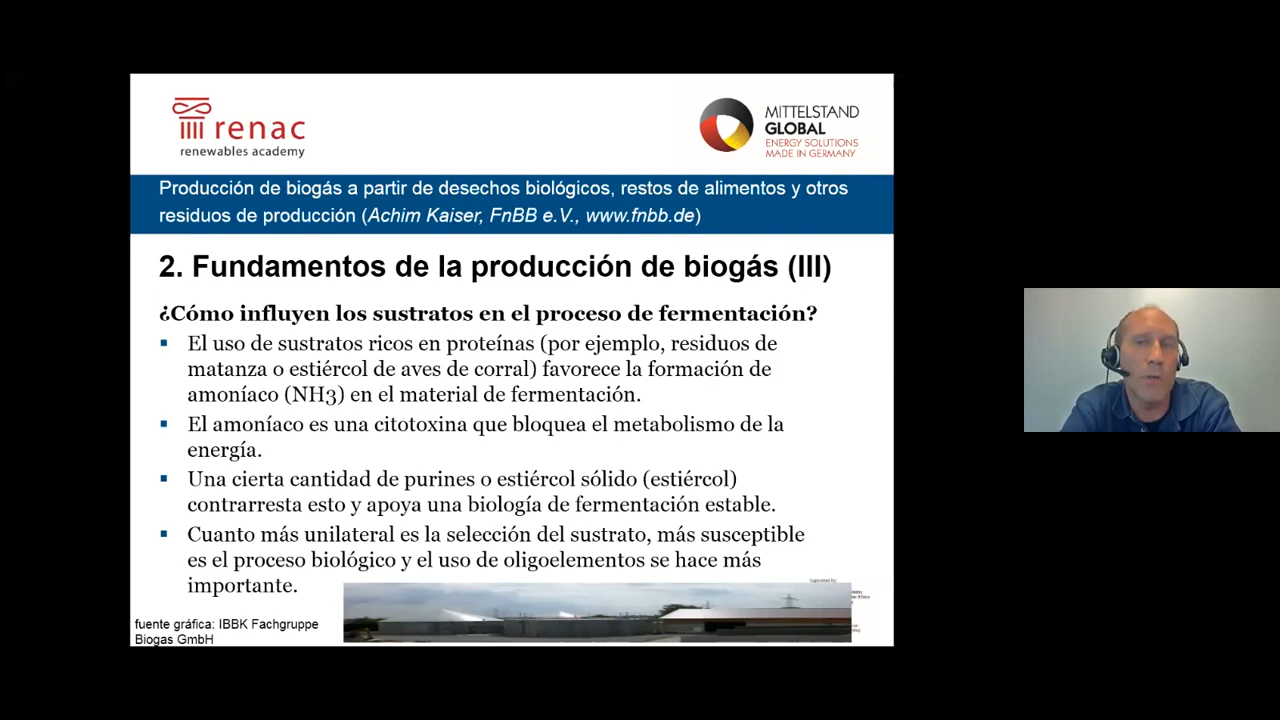 renac
renewables academy
MITTELSTAND
GLOBAL
ENERGY SOLUTIONS
MADE IN GERMANY
Producción de biogás a partir de desechos biológicos, restos de alimentos y otros
residuos de producción (Achim Kaiser, FnBB e.V., www.fnbb.de)
2. Fundamentos de la producción de biogás (III)
¿Cómo influyen los sustratos en el proceso de fermentación?
▪ El uso de sustratos ricos en proteínas (por ejemplo, residuos de
matanza o estiércol de aves de corral) favorece la formación de
amoníaco (NH3) en el material de fermentación.
▪ El amoníaco es una citotoxina que bloquea el metabolismo de la
energía.
▪ Una cierta cantidad de purines o estiércol sólido (estiércol)
contrarresta esto y apoya una biología de fermentación estable.
▪ Cuanto más unilateral es la selección del sustrato, más susceptible
es el proceso biológico y el uso de oligoelementos se hace más
importante.
Supported by:
fuente gráfica: IBBK Fachgruppe
Biogas GmbH